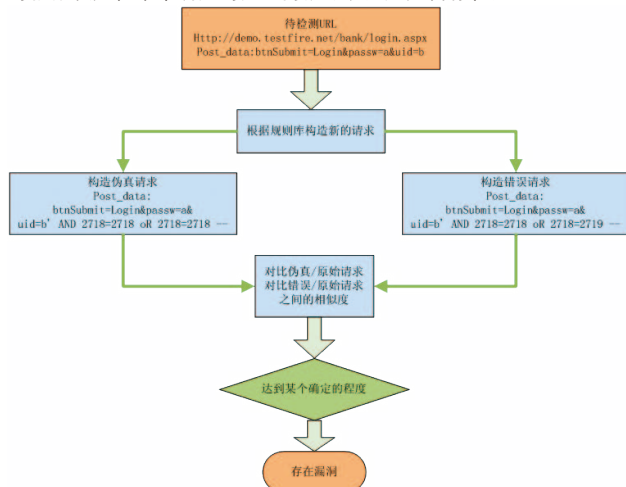 待检测URL
Http://demo.testfire.net/bank/login.aspx
Post_data:btnSubmit=Login&passw=a&uid=b
根据规则库构造新的请求
构造伪真请求
Post_data:
btnSubmit=Login&passw=a&
uid=b' AND 2718=2718 oR 2718=2718 --
构造错误请求
Post_data:
btnSubmit=Login&passw=a&
uid=b' AND 2718=2718 oR 2718=2719 --
对比伪真/原始请求
对比错误/原始请求
之间的相似度
达到某个确定的程度
存在漏洞